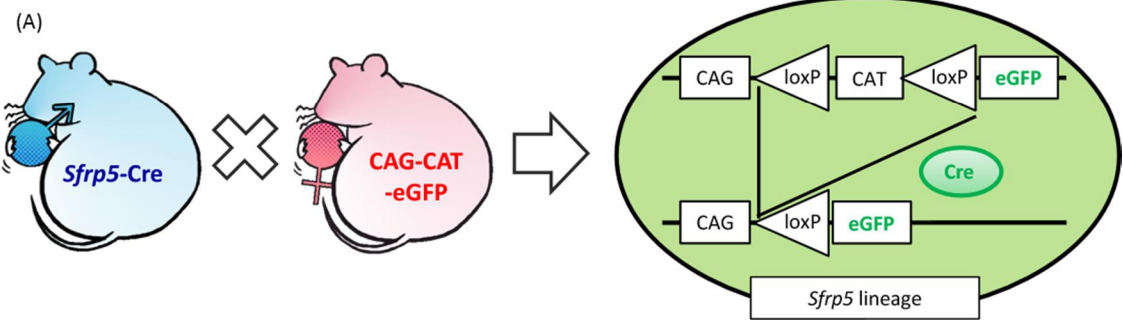 (A)
Sfrp5-Cre
CAG-CAT
-eGFP
CAG loxP CAT loxP eGFP
Cre
CAG loxP eGFP
Sfrp5 lineage